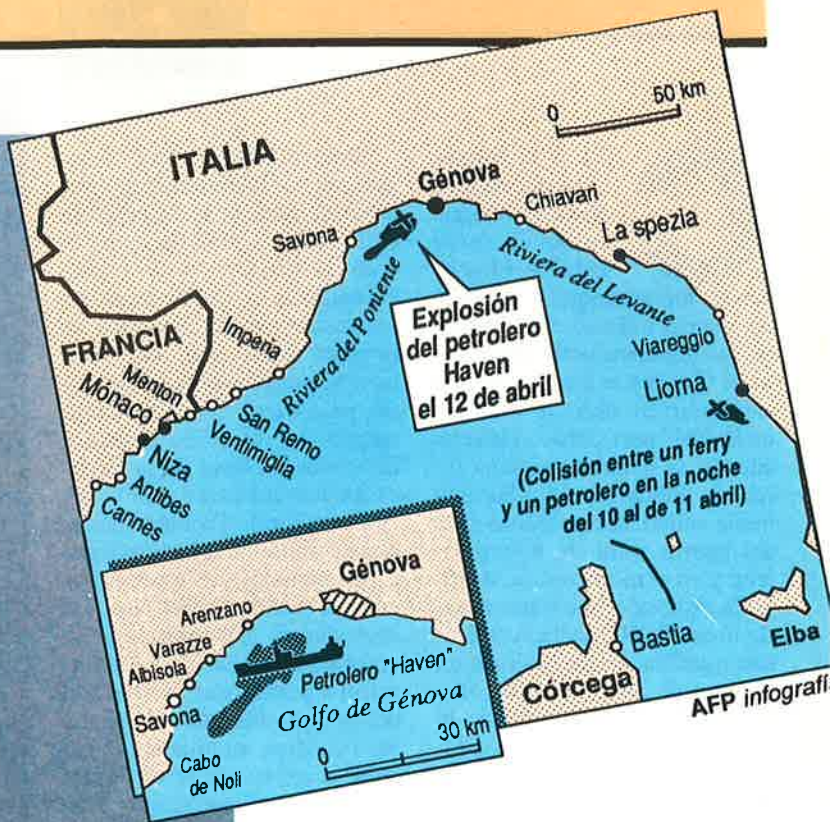 ITALIA
0 50 km
Génova
Chiavari
Savona
La spezia
Riviera del Poniente
Riviera del Levante
Explosión
del petrolero
Haven
el 12 de abril
FRANCIA
Imperia
Menton
Mónaco
San Remo
Ventimiglia
Niza
Antibes
Cannes
Viareggio
Liorna
(Colisión entre un ferry
y un petrolero en la noche
del 10 al de 11 abril)
Bastia
Elba
Córcega
AFP infografí
Génova
Arenzano
Varazze
Albisola
Savona
Petrolero "Haven"
Golfo de Génova
Cabo
de Noli
0 30 km